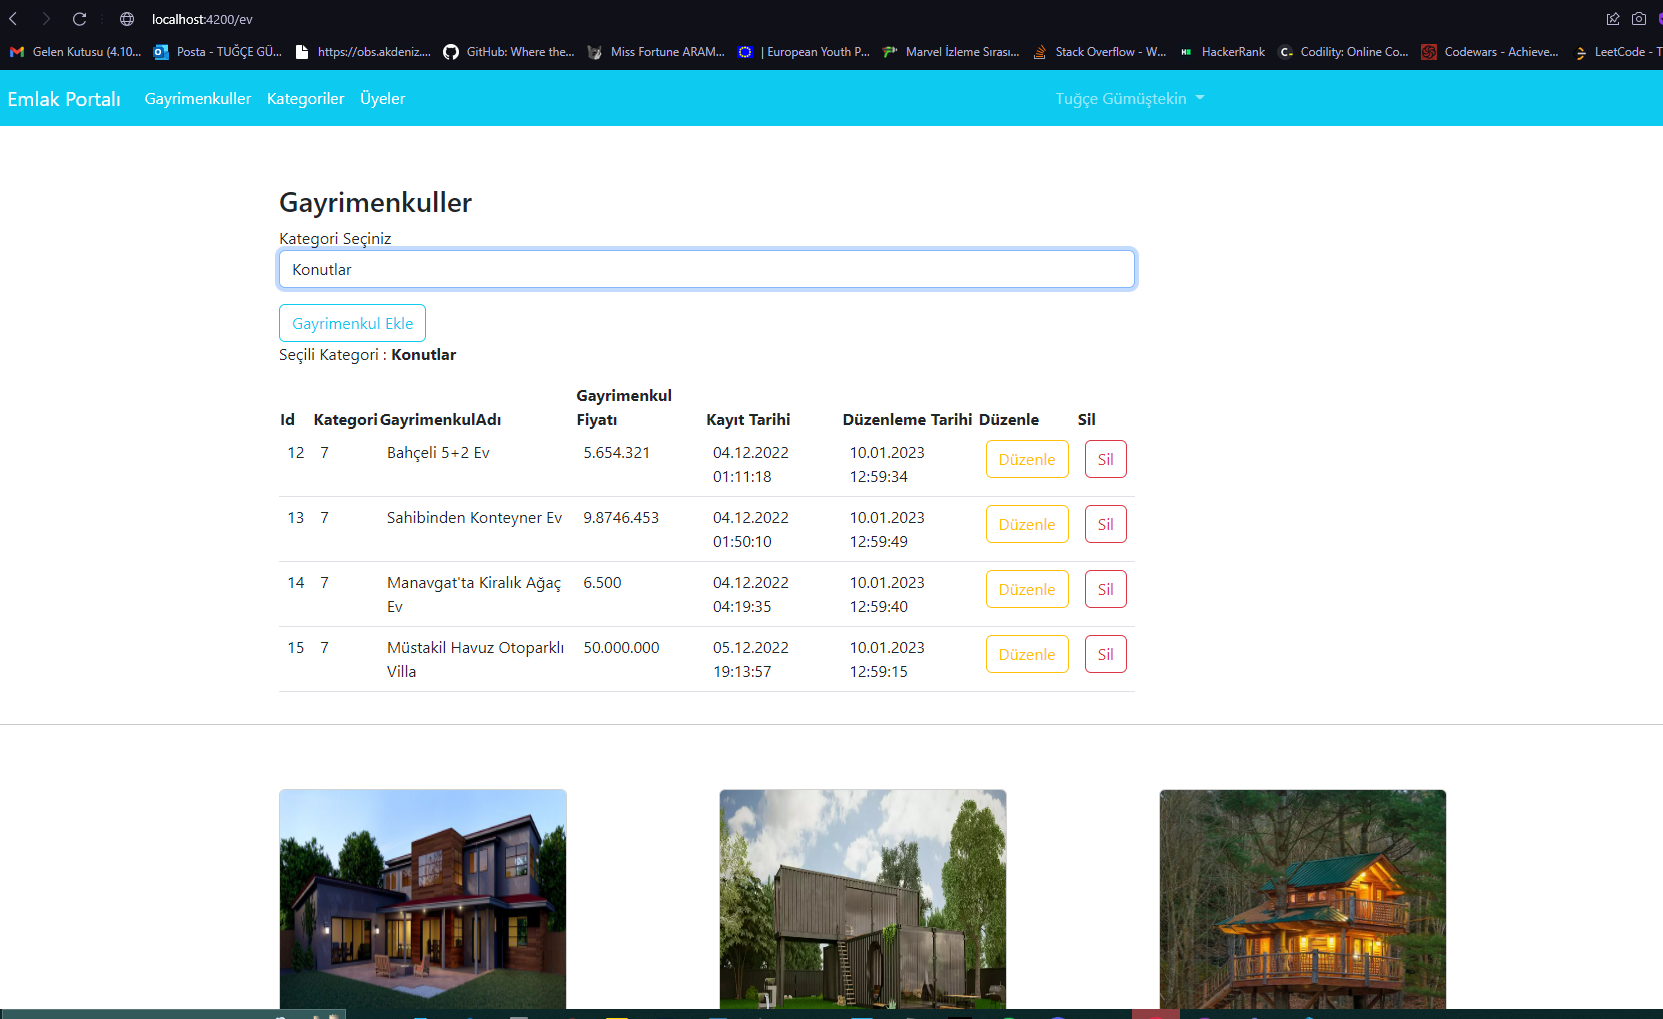 localhost:4200/ev
Gelen Kutusu (4.10... Posta - TUĞÇE GÜ... https://obs.akdeniz.... GitHub: Where the... Miss Fortune ARAM... | European Youth P... Marvel İzleme Sırası... Stack Overflow - W... HackerRank Codility: Online Co... Codewars - Achieve... LeetCode - T
Emlak Portalı Gayrimenkuller Kategoriler Üyeler Tuğçe Gümüştekin
Gayrimenkuller
Kategori Seçiniz
Konutlar
Gayrimenkul Ekle
Seçili Kategori : Konutlar
Gayrimenkul
Id Kategori GayrimenkulAdı Fiyatı Kayıt Tarihi Düzenleme Tarihi Düzenle Sil
12 7 Bahçeli 5+2 Ev 5.654.321 04.12.2022 10.01.2023 Düzenle Sil
01:11:18 12:59:34
13 7 Sahibinden Konteyner Ev 9.8746.453 04.12.2022 10.01.2023 Düzenle Sil
01:50:10 12:59:49
14 7 Manavgat'ta Kiralık Ağaç 6.500 04.12.2022 10.01.2023 Düzenle Sil
Ev 04:19:35 12:59:40
15 7 Müstakil Havuz Otoparklı 50.000.000 05.12.2022 10.01.2023 Düzenle Sil
Villa 19:13:57 12:59:15